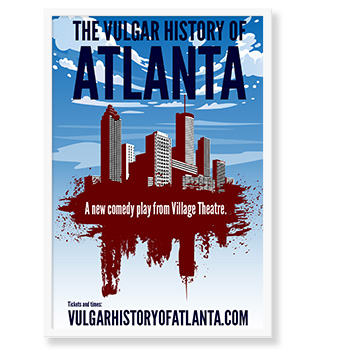 THE VULGAR HISTORY OF
ATLANTA
A new comedy play from Village Theatre.
Tickets and times:
VULGARHISTORYOFATLANTA.COM